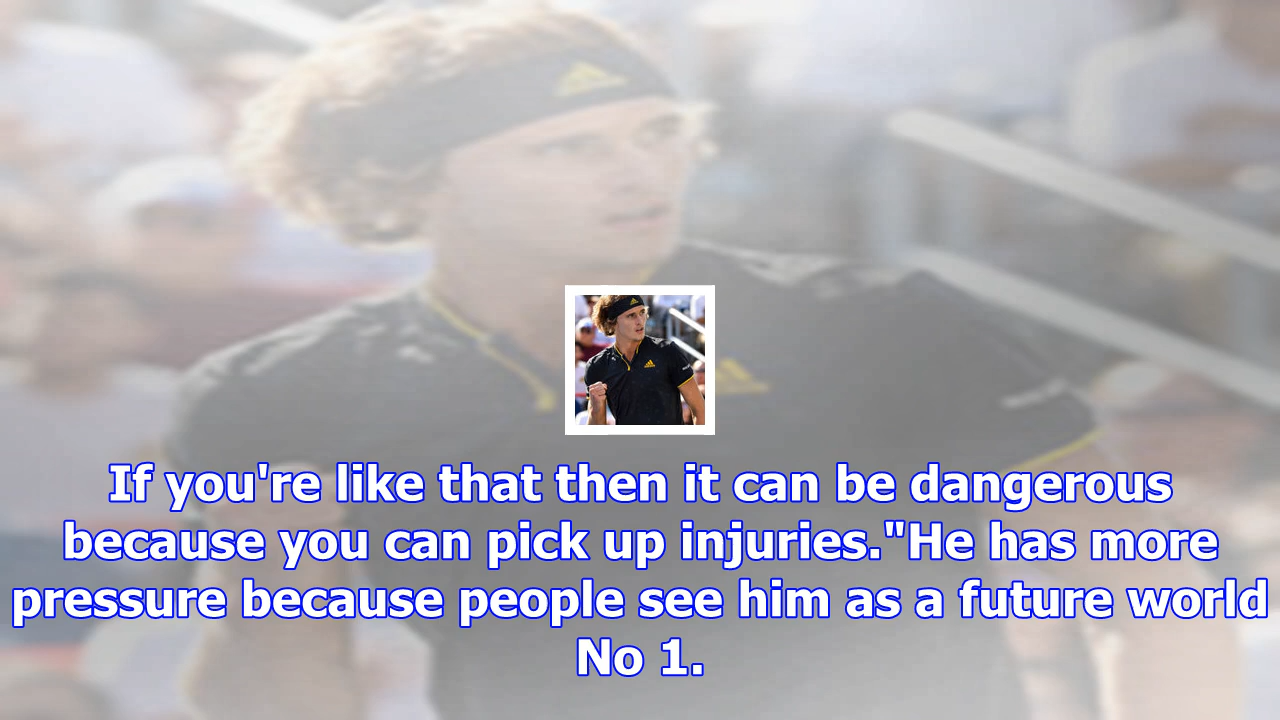 If you're like that then it can be dangerous
because you can pick up injuries."He has more
pressure because people see him as a future world
No 1.